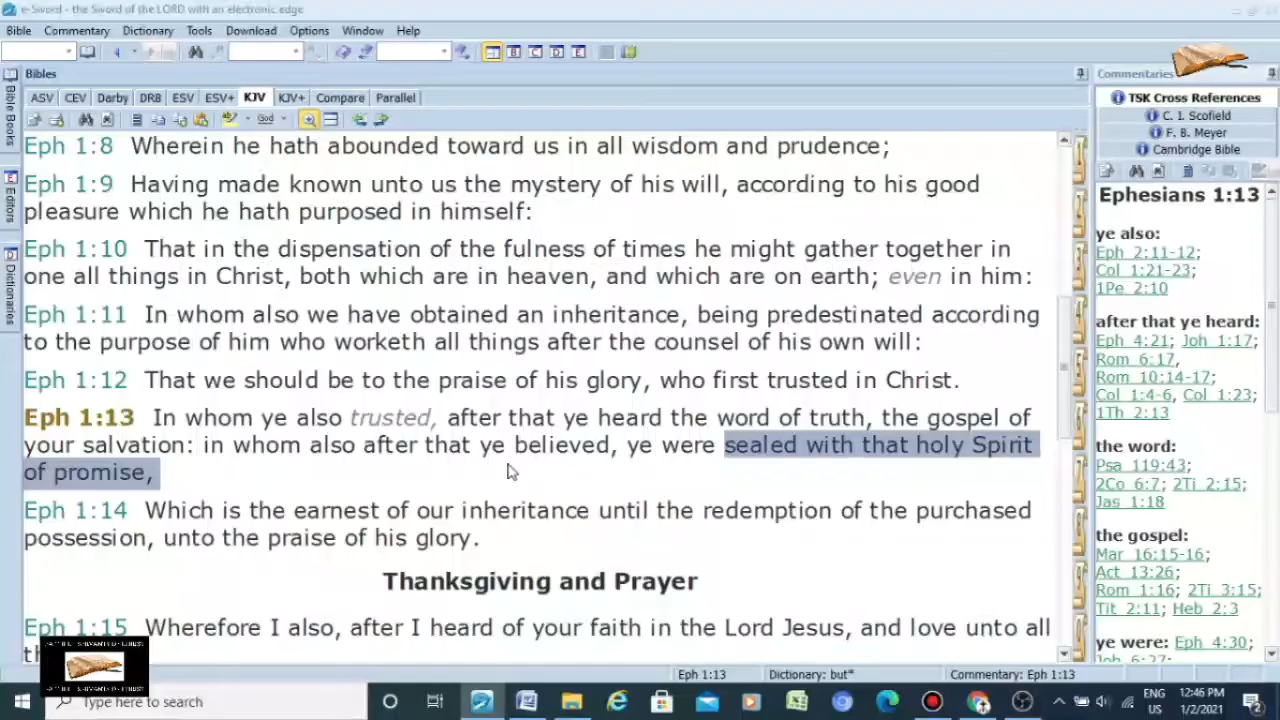 e-Sword - the Sword of the LORD with an electronic edge
Bible Commentary Dictionary Tools Download Options Window Help
Bibles
ASV CEV Darby DRB ESV ESV+ KJV KJV+ Compare Parallel
God
Bible Books
Editors
Dictionaries
Eph 1:8 Wherein he hath abounded toward us in all wisdom and prudence;
Eph 1:9 Having made known unto us the mystery of his will, according to his good
pleasure which he hath purposed in himself:
Eph 1:10 That in the dispensation of the fulness of times he might gather together in
one all things in Christ, both which are in heaven, and which are on earth; even in him:
Eph 1:11 In whom also we have obtained an inheritance, being predestinated according
to the purpose of him who worketh all things after the counsel of his own will:
Eph 1:12 That we should be to the praise of his glory, who first trusted in Christ.
Eph 1:13 In whom ye also trusted, after that ye heard the word of truth, the gospel of
your salvation: in whom also after that ye believed, ye were sealed with that holy Spirit
of promise,
Eph 1:14 Which is the earnest of our inheritance until the redemption of the purchased
possession, unto the praise of his glory.
Thanksgiving and Prayer
Eph 1:15 Wherefore I also, after I heard of your faith in the Lord Jesus, and love unto all
Commentaries
TSK Cross References
C. I. Scofield
F. B. Meyer
Cambridge Bible
Ephesians 1:13
ye also:
Eph 2:11-12;
Col 1:21-23;
1Pe 2:10
after that ye heard:
Eph 4:21; Joh 1:17;
Rom 6:17,
Rom 10:14-17;
Col 1:4-6, Col 1:23;
1Th 2:13
the word:
Psa 119:43;
2Co 6:7; 2Ti 2:15;
Jas 1:18
the gospel:
Mar 16:15-16;
Act 13:26;
Rom 1:16; 2Ti 3:15;
Tit 2:11; Heb 2:3
ye were: Eph 4:30;
Joh 6:27;
Eph 1:13 Dictionary: but* Commentary: Eph 1:13
Type here to search
ENG
US
12:46 PM
1/2/2021
2